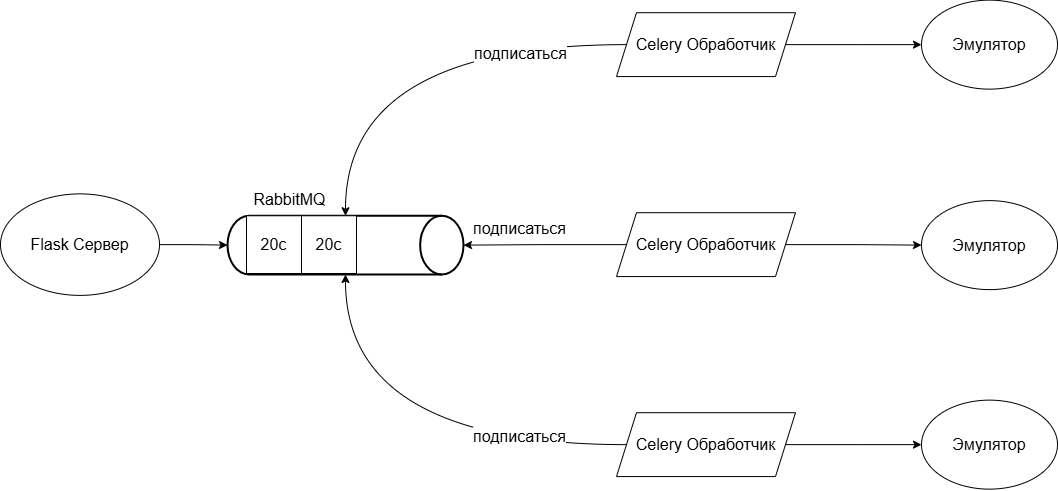 подписаться
Celery Обработчик
Эмулятор
RabbitMQ
Flask Сервер
20с
20с
подписаться
Celery Обработчик
Эмулятор
подписаться
Celery Обработчик
Эмулятор